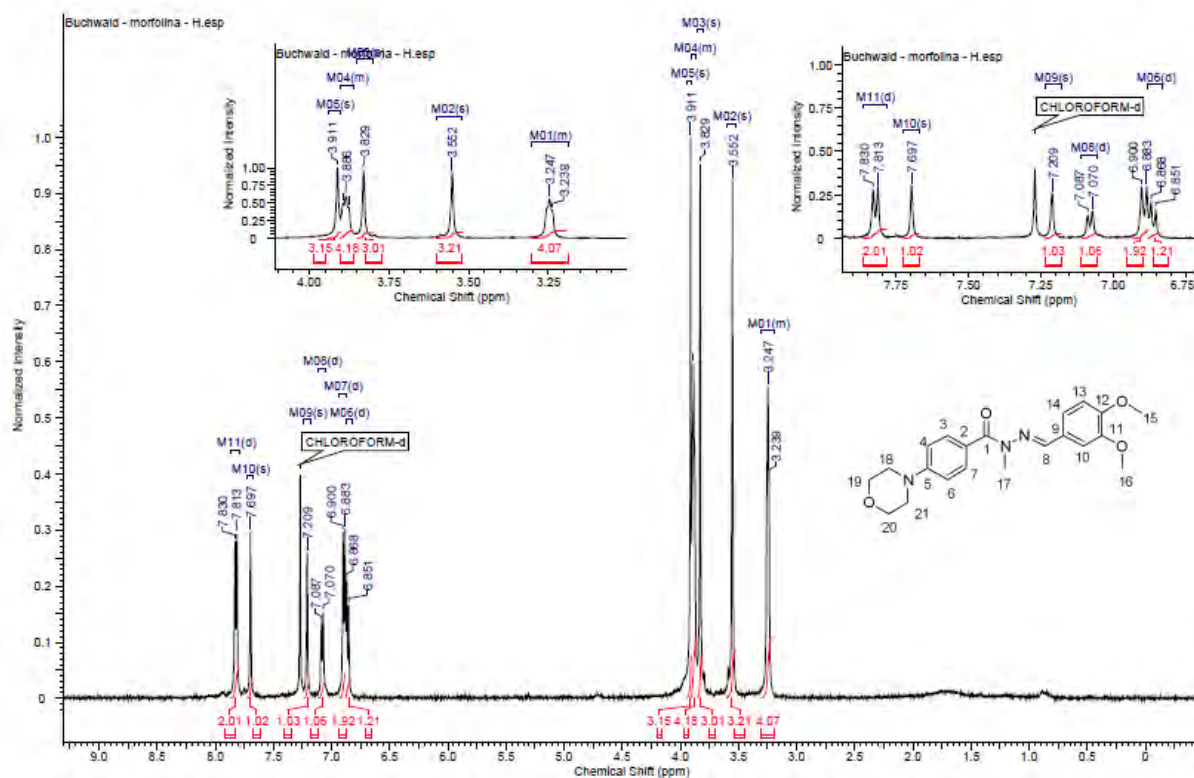 Buchwald - morfolina - H.esp
Buchwald - morfolina - H.esp
M04(m)
M05(s)
3.911
3.886
3.829
M02(s)
3.552
M01(m)
3.247
3.239
Normalized Intensity
1.00
0.75
0.50
0.25
0
3.15 4.18 3.01 3.21 4.07
4.00 3.75 3.50 3.25
Chemical Shift (ppm)
M03(s)
M04(m)
M05(s)
3.911
3.829
M02(s)
3.552
M01(m)
3.247
3.239
Buchwald - morfolina - H.esp
M09(s) M06(d)
M11(d)
CHLOROFORM-d
M10(s)
M08(d)
7.830
7.813
7.697
7.209
7.087
7.070
6.900
6.883
6.868
6.851
Normalized Intensity
1.00
0.75
0.50
0.25
0
2.01 1.02 1.03 1.05 1.92 1.21
7.75 7.50 7.25 7.00 6.75
Chemical Shift (ppm)
M08(d)
M07(d)
M09(s) M06(d)
M11(d)
CHLOROFORM-d
M10(s)
7.830
7.813
7.697
7.209
7.087
7.070
6.900
6.883
6.868
6.851
Normalized Intensity
1.0
0.9
0.8
0.7
0.6
0.5
0.4
0.3
0.2
0.1
0
13
14 12 O 15
O 3 11
4 2 N N 9 O
18 1 8 10
19 N 5 7 17 16
O 6
20 21
2.01 1.02 1.03 1.05 1.92 1.21 3.15 4.18 3.01 3.21 4.07
9.0 8.5 8.0 7.5 7.0 6.5 6.0 5.5 5.0 4.5 4.0 3.5 3.0 2.5 2.0 1.5 1.0 0.5 0
Chemical Shift (ppm)